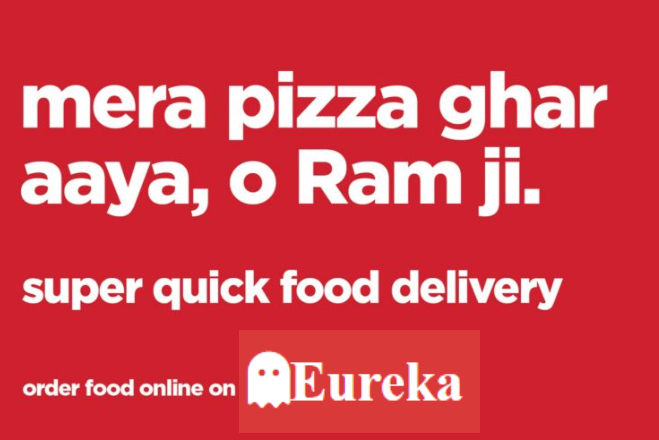 mera pizza ghar
aaya, o Ram ji.
super quick food delivery
order food online on Eureka